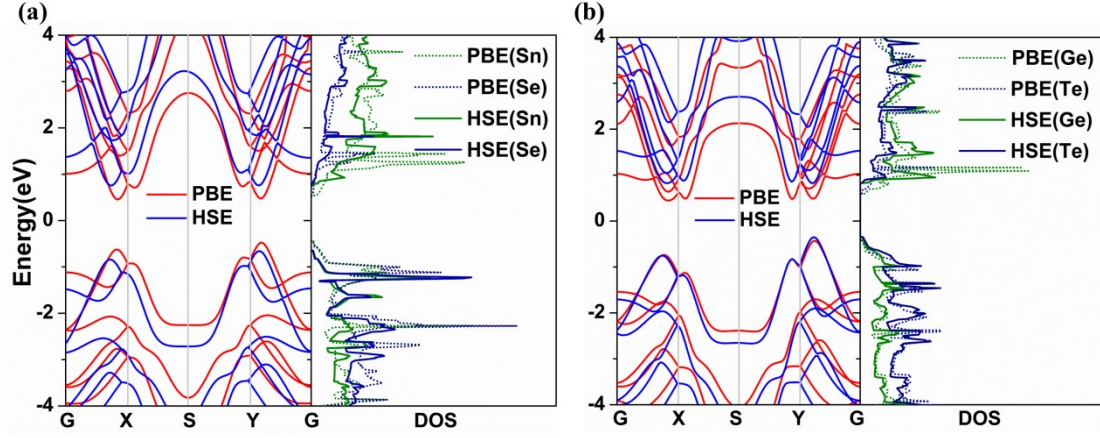 (a)
4
2
0
-2
-4
Energy(eV)
PBE
HSE
G X S Y G DOS
PBE(Sn)
PBE(Se)
HSE(Sn)
HSE(Se)
(b)
4
2
0
-2
-4
PBE
HSE
G X S Y G DOS
PBE(Ge)
PBE(Te)
HSE(Ge)
HSE(Te)